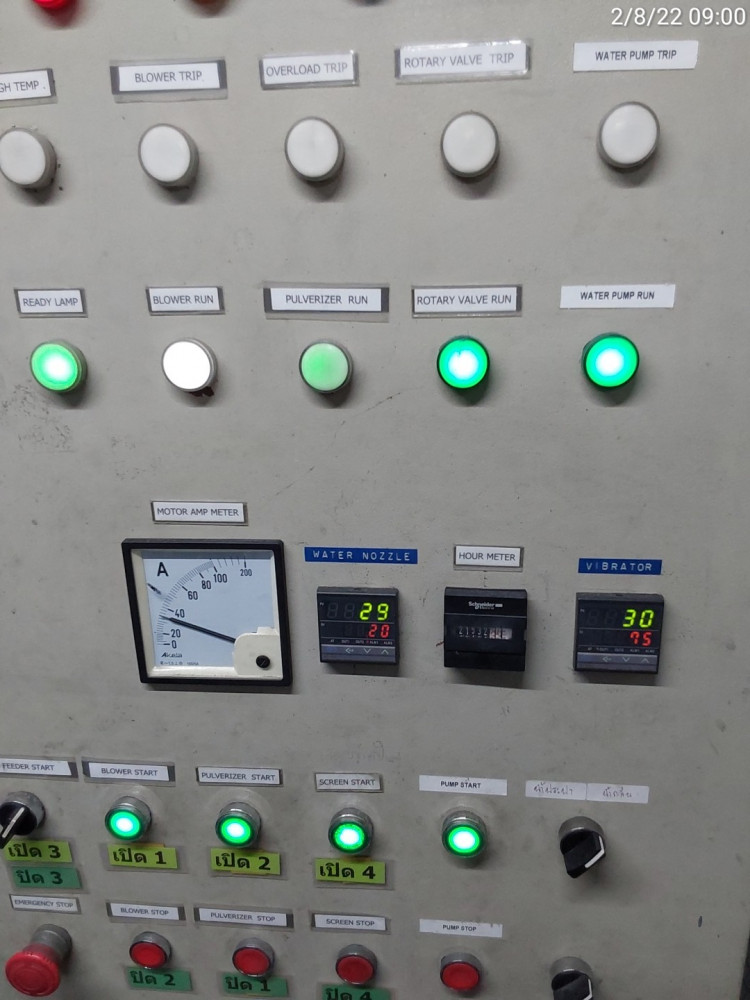 2/8/22 09:00
GH TEMP.
BLOWER TRIP
OVERLOAD TRIP
ROTARY VALVE TRIP
WATER PUMP TRIP
READY LAMP
BLOWER RUN
PULVERIZER RUN
ROTARY VALVE RUN
WATER PUMP RUN
MOTOR AMP METER
WATER NOZZLE
HOUR METER
VIBRATOR
A
0
20
40
60
80
100
200
29
20
Schneider
30
75
FEEDER START
BLOWER START
PULVERIZER START
SCREEN START
PUMP START
เปิด 3
เปิด 1
เปิด 2
เปิด 4
ปิด 3
EMERGENCY STOP
BLOWER STOP
PULVERIZER STOP
SCREEN STOP
PUMP STOP
ปิด 2
ปิด 1
ปิด 4